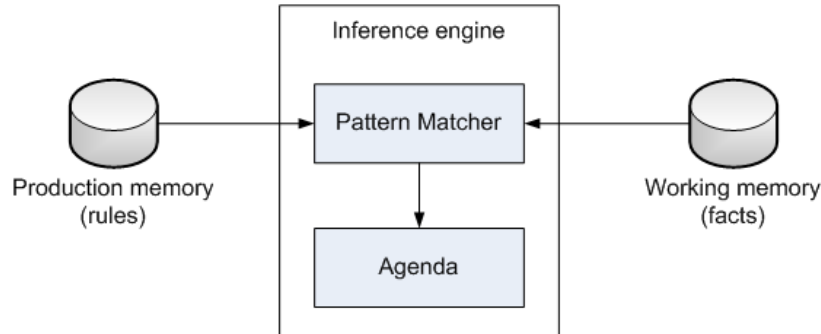 Inference engine
Pattern Matcher
Production memory
(rules)
Working memory
(facts)
Agenda